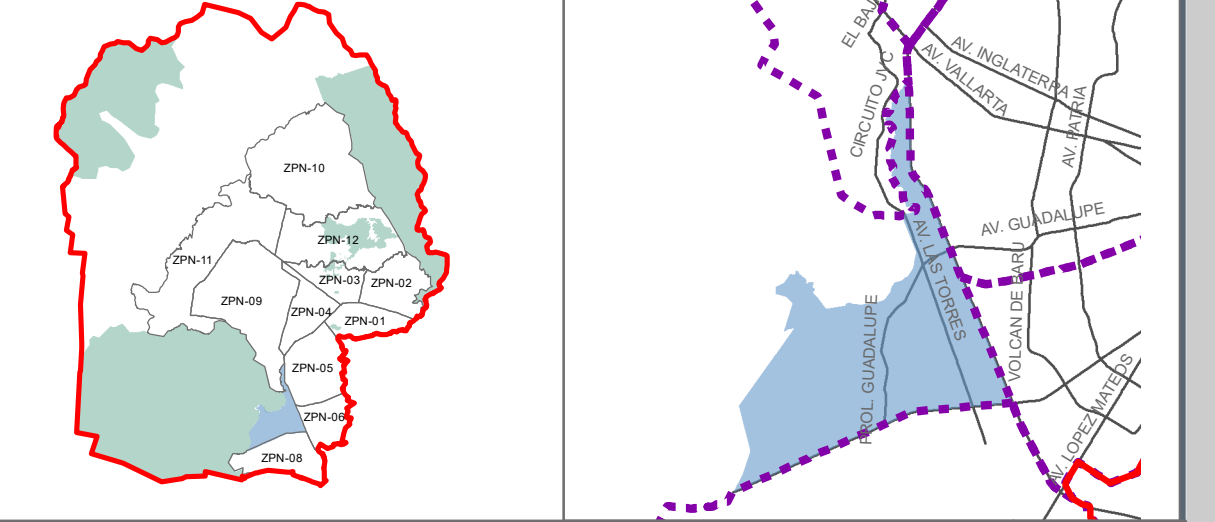 ZPN-10
ZPN-12
ZPN-11
ZPN-03
ZPN-02
ZPN-09
ZPN-04
ZPN-01
ZPN-05
ZPN-06
ZPN-08
CIRCUITO JVC
AV. INGLATERRA
AV. VALLARTA
AV. PATRIA
AV. GUADALUPE
AV. LAS TORRES
VOLCAN DE BARU
PROL. GUADALUPE
AV. LOPEZ MATEOS